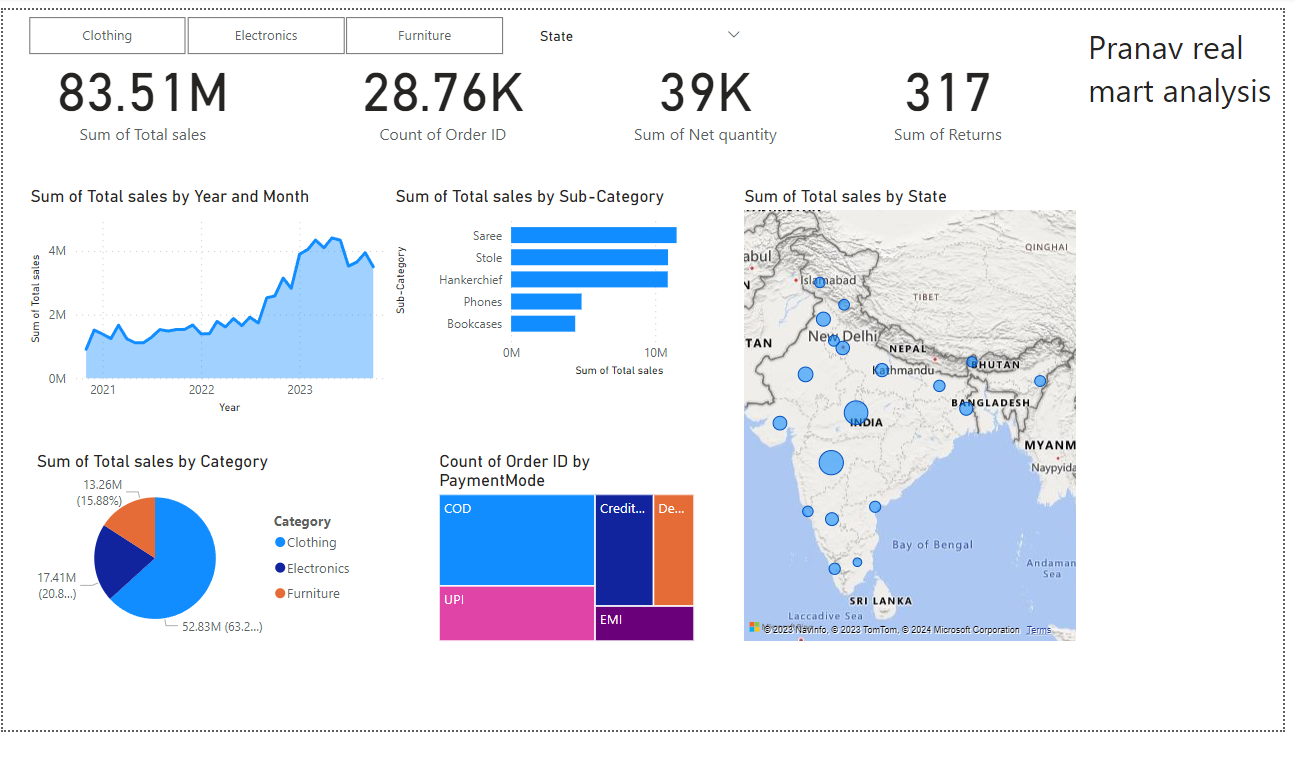 Clothing
Electronics
Furniture
State
Pranav real
mart analysis
83.51M
Sum of Total sales
28.76K
Count of Order ID
39K
Sum of Net quantity
317
Sum of Returns
Sum of Total sales by Year and Month
Sum of Total sales
4M
2M
0M
2021
2022
2023
Year
Sum of Total sales by Sub-Category
Sub-Category
Saree
Stole
Hankerchief
Phones
Bookcases
0M
10M
Sum of Total sales
Sum of Total sales by State
QINGHAI
abul
Islamabad
TIBET
TAN
New Delhi
NEPAL
Kathmandu
BHUTAN
BANGLADESH
INDIA
MYANM
Naypyida
Bay of Bengal
Andaman
Sea
SRI LANKA
Laccadive Sea
© 2023 NavInfo, © 2023 TomTom, © 2024 Microsoft Corporation
Terms
Sum of Total sales by Category
13.26M
(15.88%)
17.41M
(20.8...)
52.83M (63.2...)
Category
Clothing
Electronics
Furniture
Count of Order ID by
PaymentMode
COD
Credit...
De...
UPI
EMI